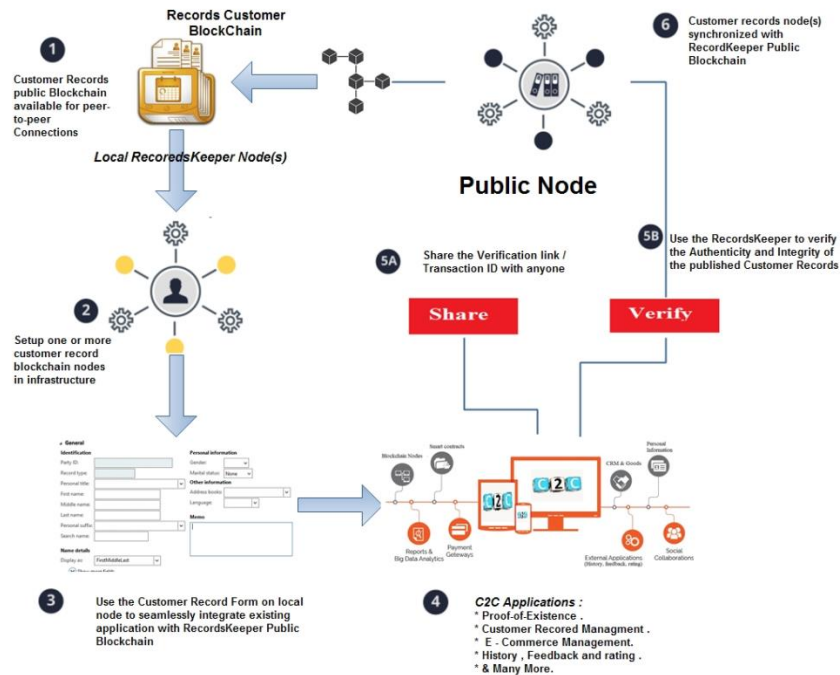 Records Customer
BlockChain
1
Customer Records
public Blockchain
available for peer-
to-peer
Connections
6
Customer records node(s)
synchronized with
RecordKeeper Public
Blockchain
Local RecoredsKeeper Node(s)
Public Node
2
Setup one or more
customer record
blockchain nodes
in infrastructure
5A
Share the Verification link /
Transaction ID with anyone
5B
Use the RecordsKeeper to verify
the Authenticity and Integrity of
the published Customer Records
Share
Verify
General
Identification
Party ID:
Record type:
Personal title:
First name:
Middle name:
Last name:
Personal suffix:
Search name:
Name details
Display as:
FirstMiddleLast
Personal information
Gender:
Marital status:
None
Other information
Address books:
Language:
Memo
Blockchain Nodes
Smart contracts
Reports &
Big Data Analytics
Payment
Geteways
C2C
C2C
CRM & Goods
Personal
Information
External Applications
(History, feedback, rating)
Social
Collaborations
3
Use the Customer Record Form on local
node to seamlessly integrate existing
application with RecordsKeeper Public
Blockchain
4
C2C Applications :
* Proof-of-Existence .
* Customer Recored Managment .
* E - Commerce Management.
* History , Feedback and rating .
* & Many More.